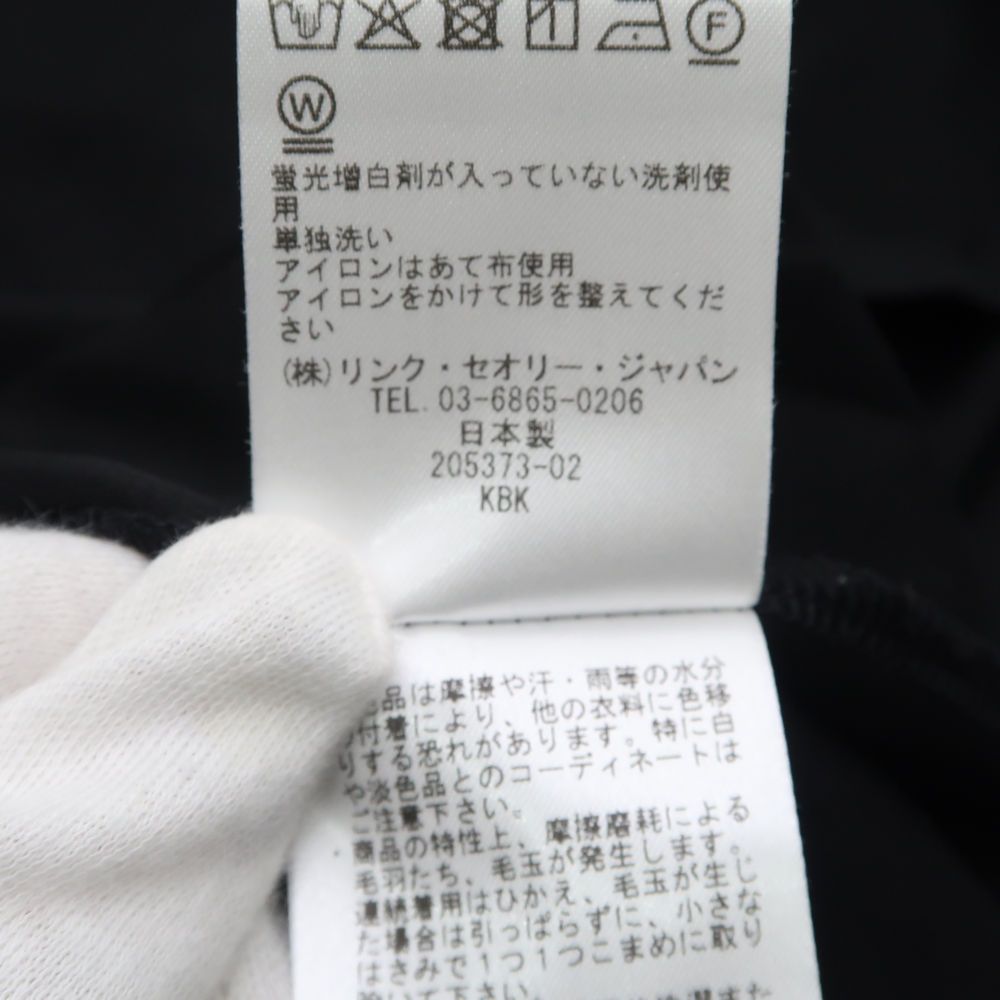 F
W
蛍光増白剤が入っていない洗剤使
用
単独洗い
アイロンはあて布使用
アイロンをかけて形を整えてくだ
さい
(株)リンク・セオリー・ジャパン
TEL. 03-6865-0206
日本製
205373-02
KBK
品は摩擦や汗・雨等の水分
付着により、他の衣料に色移
りする恐れがあります。特に白
や淡色品とのコーディネートは
ご注意下さい。
・商品の特性上、摩擦磨耗による
毛羽たち、毛玉が発生します。
連続着用はひかえ、毛玉が生じ
た場合は引っぱらずに、小さな
はさみで1つ1つこまめに取り
除いて下さい。